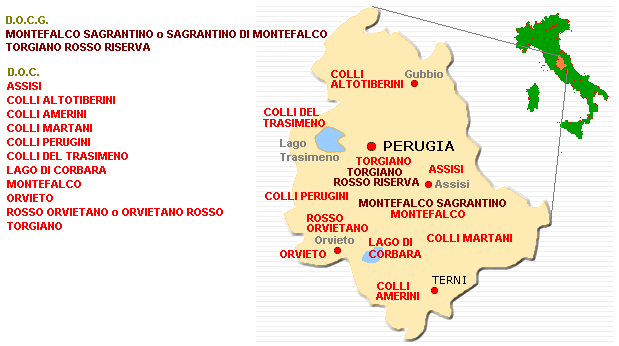 D.O.C.G.
MONTEFALCO SAGRANTINO o SAGRANTINO DI MONTEFALCO
TORGIANO ROSSO RISERVA
D.O.C.
ASSISI
COLLI ALTOTIBERINI
COLLI AMERINI
COLLI MARTANI
COLLI PERUGINI
COLLI DEL TRASIMENO
LAGO DI CORBARA
MONTEFALCO
ORVIETO
ROSSO ORVIETANO o ORVIETANO ROSSO
TORGIANO
COLLI
ALTOTIBERINI
Gubbio
COLLI DEL
TRASIMENO
Lago
Trasimeno
PERUGIA
TORGIANO
TORGIANO
ROSSO RISERVA
ASSISI
Assisi
COLLI PERUGINI
MONTEFALCO SAGRANTINO
MONTEFALCO
ROSSO
ORVIETANO
Orvieto
ORVIETO
LAGO DI
CORBARA
COLLI MARTANI
COLLI
AMERINI
TERNI